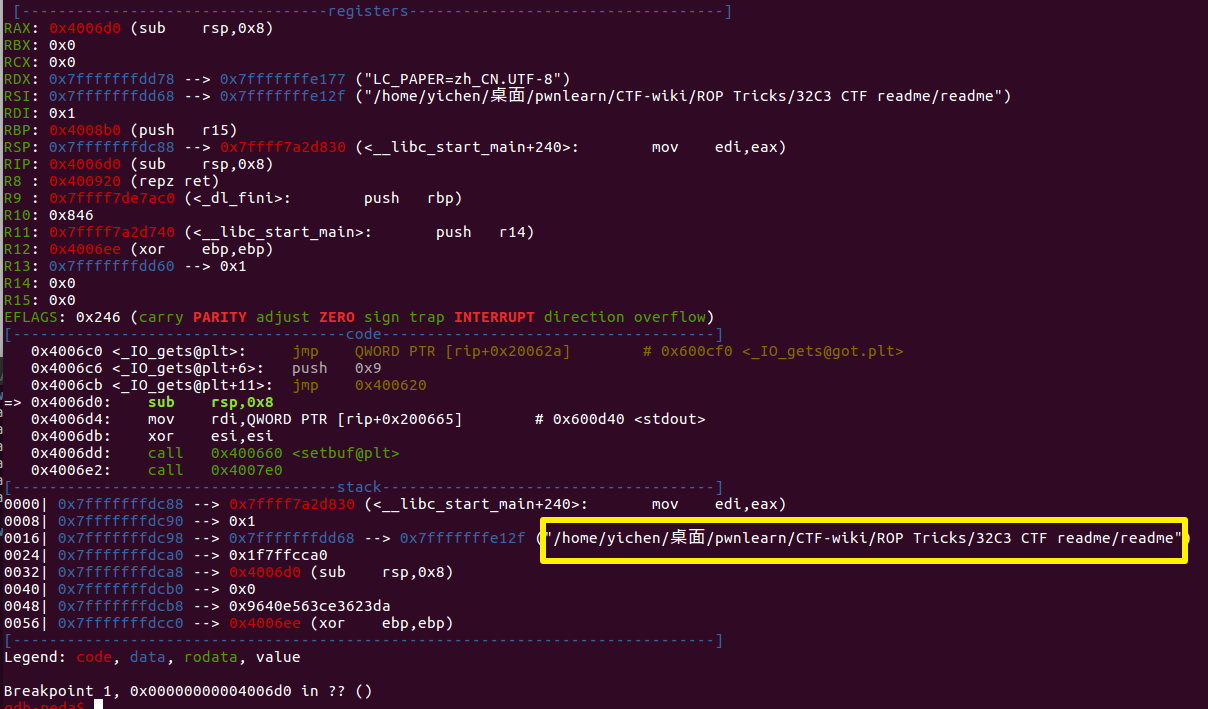 [----------------------------------registers-----------------------------------]
RAX: 0x4006d0 (sub    rsp,0x8)
RBX: 0x0
RCX: 0x0
RDX: 0x7fffffffdd78 --> 0x7fffffffe177 ("LC_PAPER=zh_CN.UTF-8")
RSI: 0x7fffffffdd68 --> 0x7fffffffe12f ("/home/yichen/桌面/pwnlearn/CTF-wiki/ROP Tricks/32C3 CTF readme/readme")
RDI: 0x1
RBP: 0x4008b0 (push   r15)
RSP: 0x7fffffffdc88 --> 0x7ffff7a2d830 (<__libc_start_main+240>:        mov    edi,eax)
RIP: 0x4006d0 (sub    rsp,0x8)
R8 : 0x400920 (repz ret)
R9 : 0x7ffff7de7ac0 (<_dl_fini>:        push   rbp)
R10: 0x846
R11: 0x7ffff7a2d740 (<__libc_start_main>:       push   r14)
R12: 0x4006ee (xor    ebp,ebp)
R13: 0x7fffffffdd60 --> 0x1
R14: 0x0
R15: 0x0
EFLAGS: 0x246 (carry PARITY adjust ZERO sign trap INTERRUPT direction overflow)
[-------------------------------------code-------------------------------------]
   0x4006c0 <_IO_gets@plt>:     jmp    QWORD PTR [rip+0x20062a]        # 0x600cf0 <_IO_gets@got.plt>
   0x4006c6 <_IO_gets@plt+6>:   push   0x9
   0x4006cb <_IO_gets@plt+11>:  jmp    0x400620
=> 0x4006d0:    sub    rsp,0x8
   0x4006d4:    mov    rdi,QWORD PTR [rip+0x200665]        # 0x600d40 <stdout>
   0x4006db:    xor    esi,esi
   0x4006dd:    call   0x400660 <setbuf@plt>
   0x4006e2:    call   0x4007e0
[------------------------------------stack-------------------------------------]
0000| 0x7fffffffdc88 --> 0x7ffff7a2d830 (<__libc_start_main+240>:       mov    edi,eax)
0008| 0x7fffffffdc90 --> 0x1
0016| 0x7fffffffdc98 --> 0x7fffffffdd68 --> 0x7fffffffe12f ("/home/yichen/桌面/pwnlearn/CTF-wiki/ROP Tricks/32C3 CTF readme/readme")
0024| 0x7fffffffdca0 --> 0x1f7ffcca0
0032| 0x7fffffffdca8 --> 0x4006d0 (sub    rsp,0x8)
0040| 0x7fffffffdcb0 --> 0x0
0048| 0x7fffffffdcb8 --> 0x9640e563ce3623da
0056| 0x7fffffffdcc0 --> 0x4006ee (xor    ebp,ebp)
[------------------------------------------------------------------------------]
Legend: code, data, rodata, value
Breakpoint 1, 0x00000000004006d0 in ?? ()
gdb-peda$